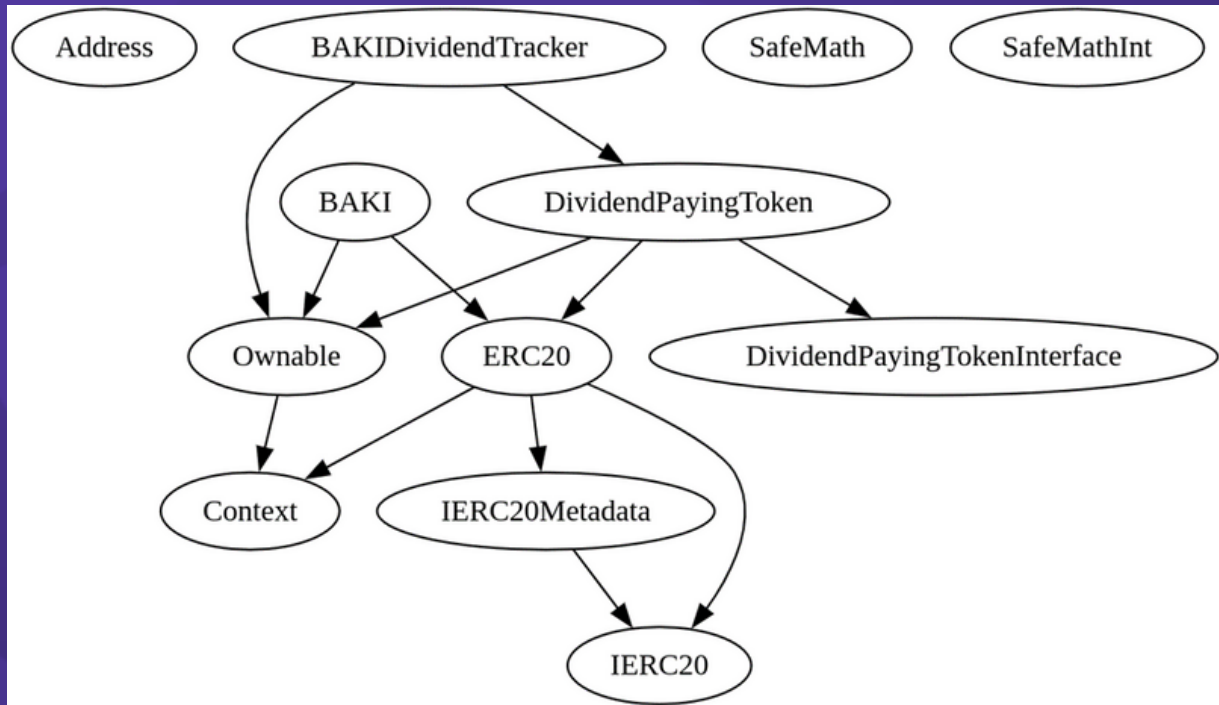 Address
BAKIDividendTracker
SafeMath
SafeMathInt
BAKI
DividendPayingToken
Ownable
ERC20
DividendPayingTokenInterface
Context
IERC20Metadata
IERC20